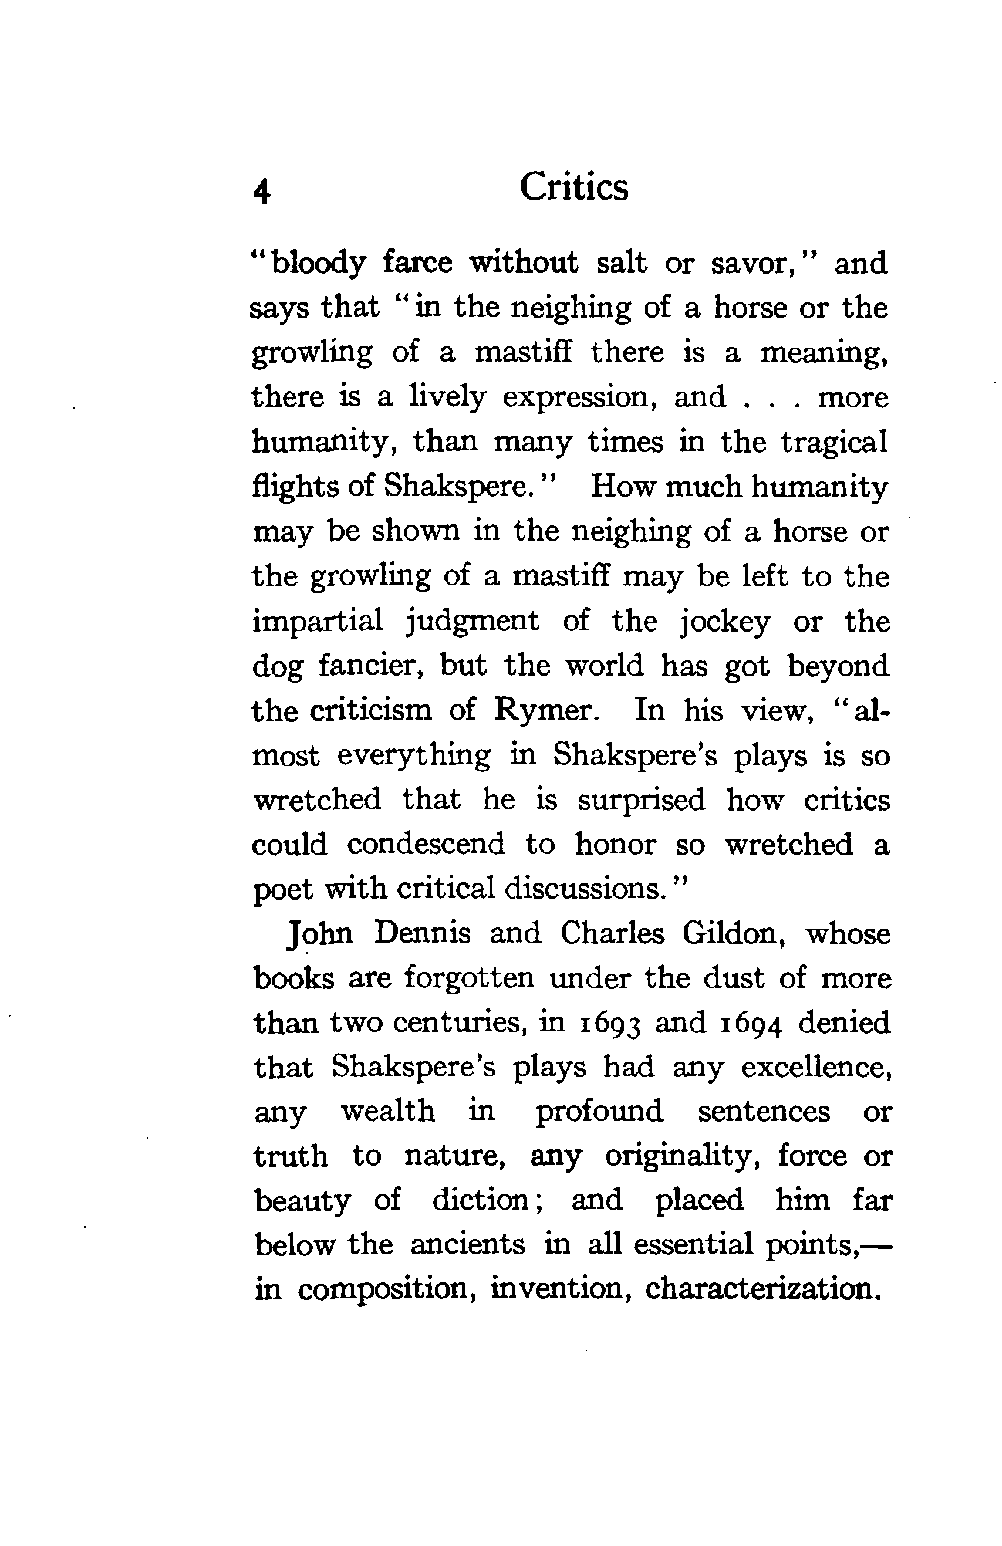 4 Critics
"bloody farce without salt or savor," and
says that "in the neighing of a horse or the
growling of a mastiff there is a meaning,
there is a lively expression, and . . . more
humanity, than many times in the tragical
flights of Shakspere." How much humanity
may be shown in the neighing of a horse or
the growling of a mastiff may be left to the
impartial judgment of the jockey or the
dog fancier, but the world has got beyond
the criticism of Rymer. In his view, "al-
most everything in Shakspere's plays is so
wretched that he is surprised how critics
could condescend to honor so wretched a
poet with critical discussions."
John Dennis and Charles Gildon, whose
books are forgotten under the dust of more
than two centuries, in 1693 and 1694 denied
that Shakspere's plays had any excellence,
any wealth in profound sentences or
truth to nature, any originality, force or
beauty of diction; and placed him far
below the ancients in all essential points,—
in composition, invention, characterization.